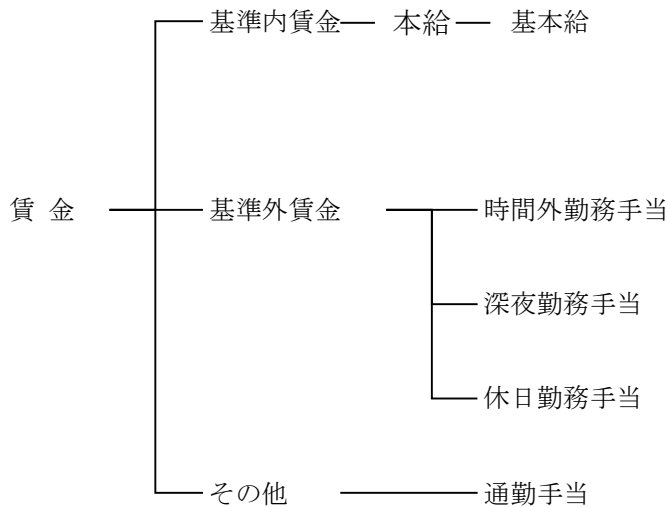 基準内賃金 本給 基本給
賃金 基準外賃金 時間外勤務手当
深夜勤務手当
休日勤務手当
その他 通勤手当